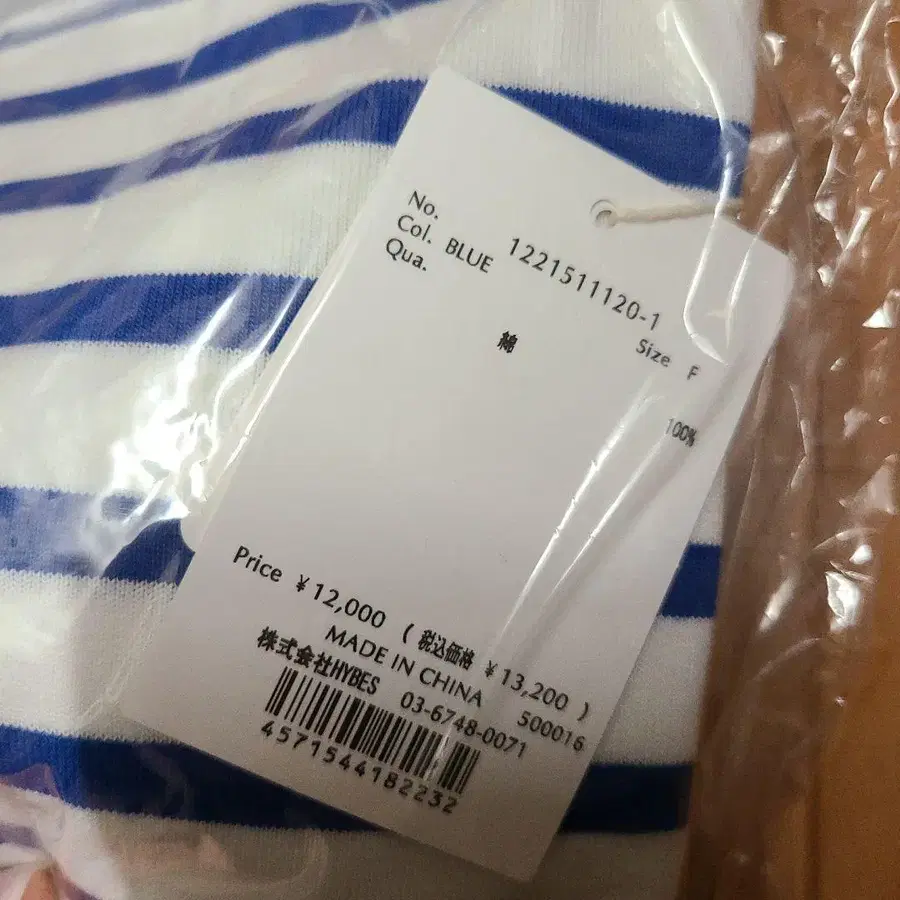 No. 1221511120-1
Col. BLUE Size F
Qua.
綿 100%
Price ¥12,000 ( 税込価格 ¥13,200 )
MADE IN CHINA 500016
株式会社HYBES 03-6748-0071
4571544182232